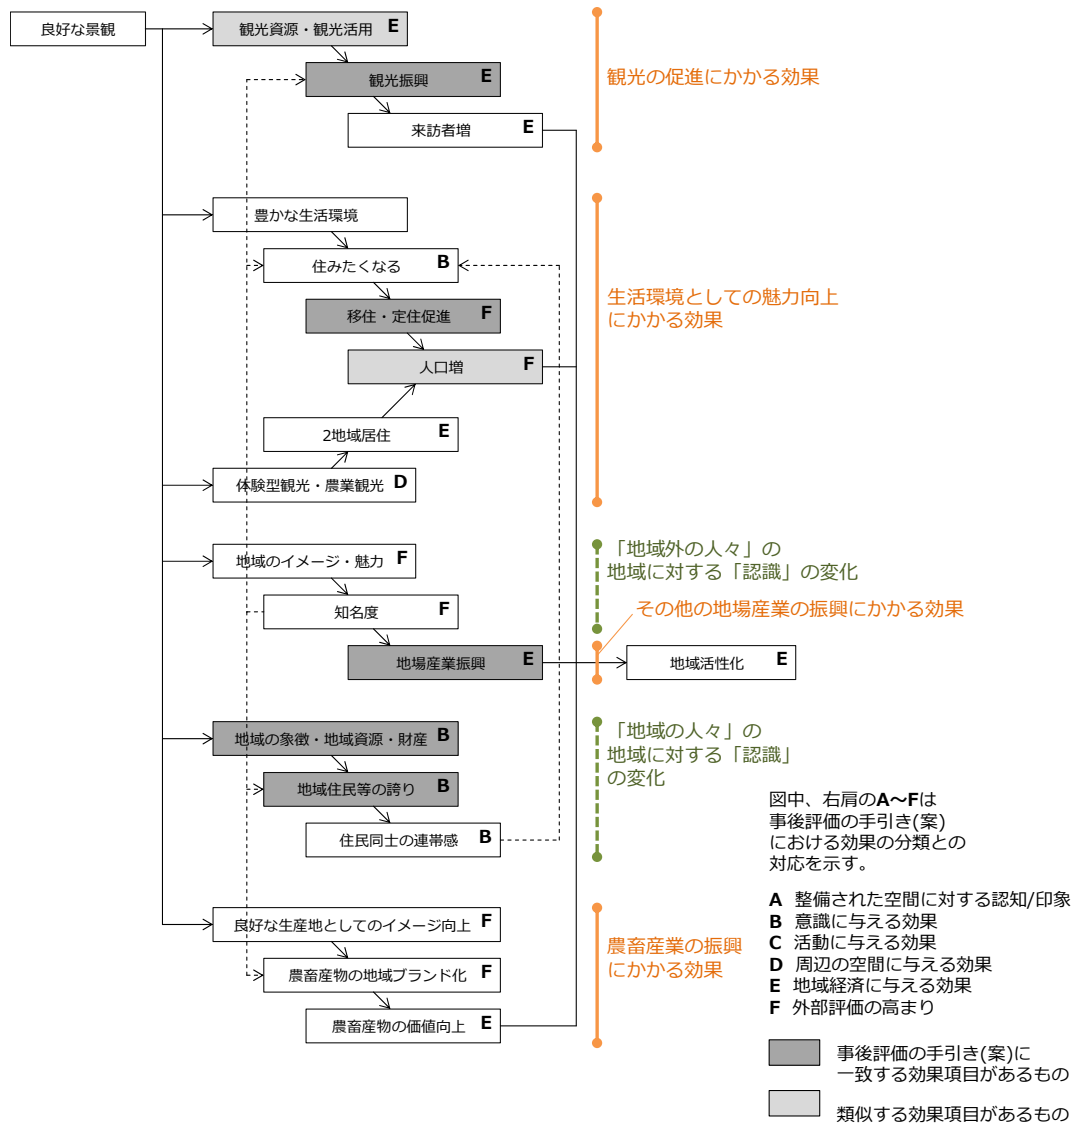 良好な景観
観光資源・観光活用 E
観光振興 E
来訪者増 E
観光の促進にかかる効果
豊かな生活環境
住みたくなる B
移住・定住促進 F
人口増 F
2地域居住 E
体験型観光・農業観光 D
生活環境としての魅力向上
にかかる効果
地域のイメージ・魅力 F
知名度 F
地場産業振興 E
「地域外の人々」の
地域に対する「認識」の変化
その他の地場産業の振興にかかる効果
地域活性化 E
地域の象徴・地域資源・財産 B
地域住民等の誇り B
住民同士の連帯感 B
「地域の人々」の
地域に対する「認識」
の変化
良好な生産地としてのイメージ向上 F
農畜産物の地域ブランド化 F
農畜産物の価値向上 E
農畜産業の振興
にかかる効果
図中、右肩のA～Fは
事後評価の手引き(案)
における効果の分類との
対応を示す。
A 整備された空間に対する認知/印象
B 意識に与える効果
C 活動に与える効果
D 周辺の空間に与える効果
E 地域経済に与える効果
F 外部評価の高まり
事後評価の手引き(案)に
一致する効果項目があるもの
類似する効果項目があるもの